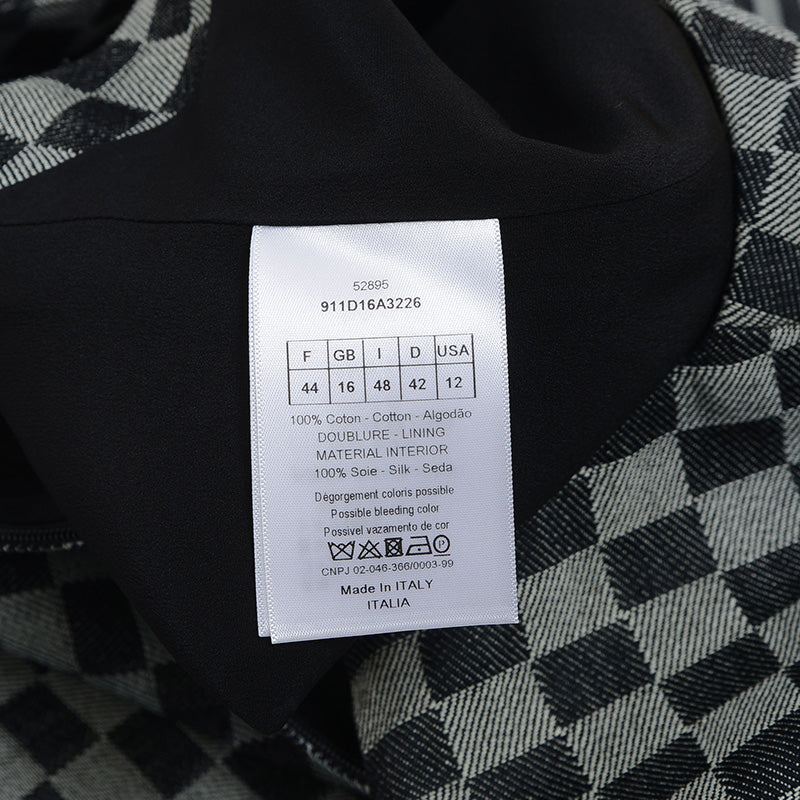 52895
911D16A3226
F GB I D USA
44 16 48 42 12
100% Coton - Cotton - Algodão
DOUBLURE - LINING
MATERIAL INTERIOR
100% Soie - Silk - Seda
Dégorgement coloris possible
Possible bleeding color
Possivel vazamento de cor
P
CNPJ 02-046-366/0003-99
Made In ITALY
ITALIA